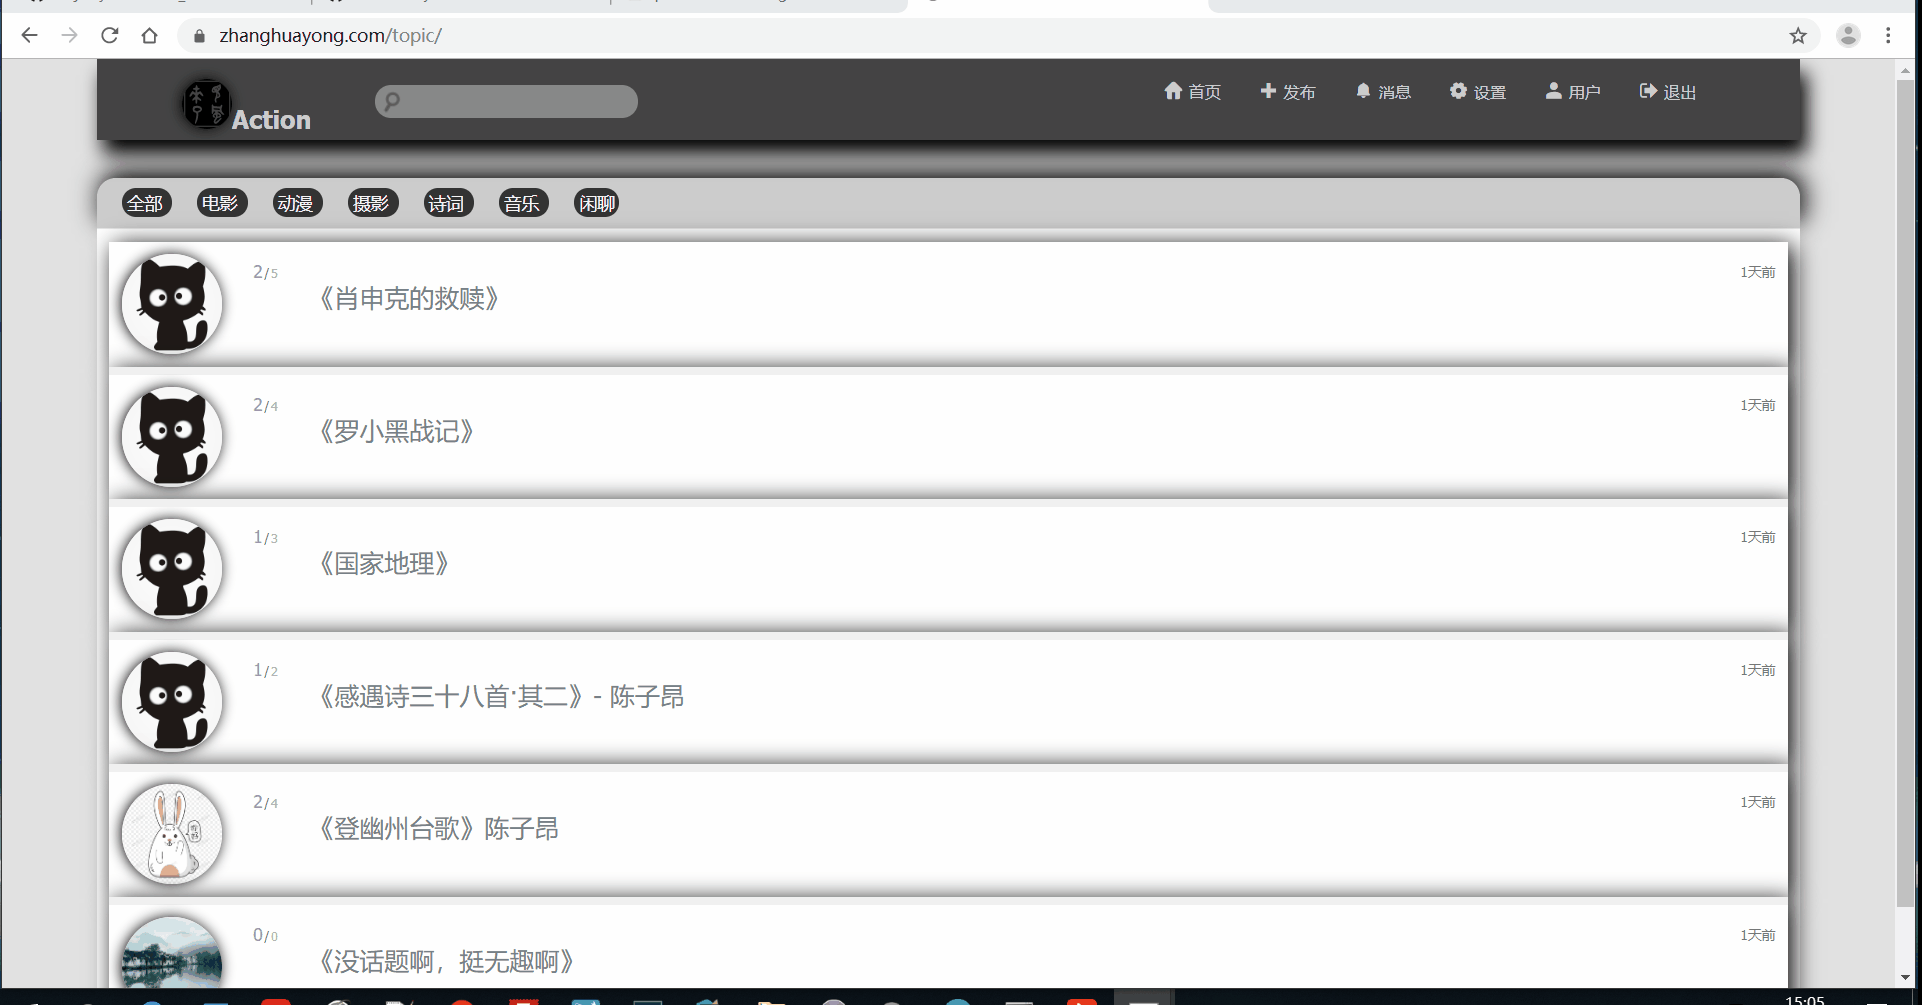 zhanghuayong.com/topic/
Action
首页 发布 消息 设置 用户 退出
全部 电影 动漫 摄影 诗词 音乐 闲聊
2/5 1天前
《肖申克的救赎》
2/4 1天前
《罗小黑战记》
1/3 1天前
《国家地理》
1/2 1天前
《感遇诗三十八首·其二》- 陈子昂
2/4 1天前
《登幽州台歌》陈子昂
0/0 1天前
《没话题啊，挺无趣啊》
15:05